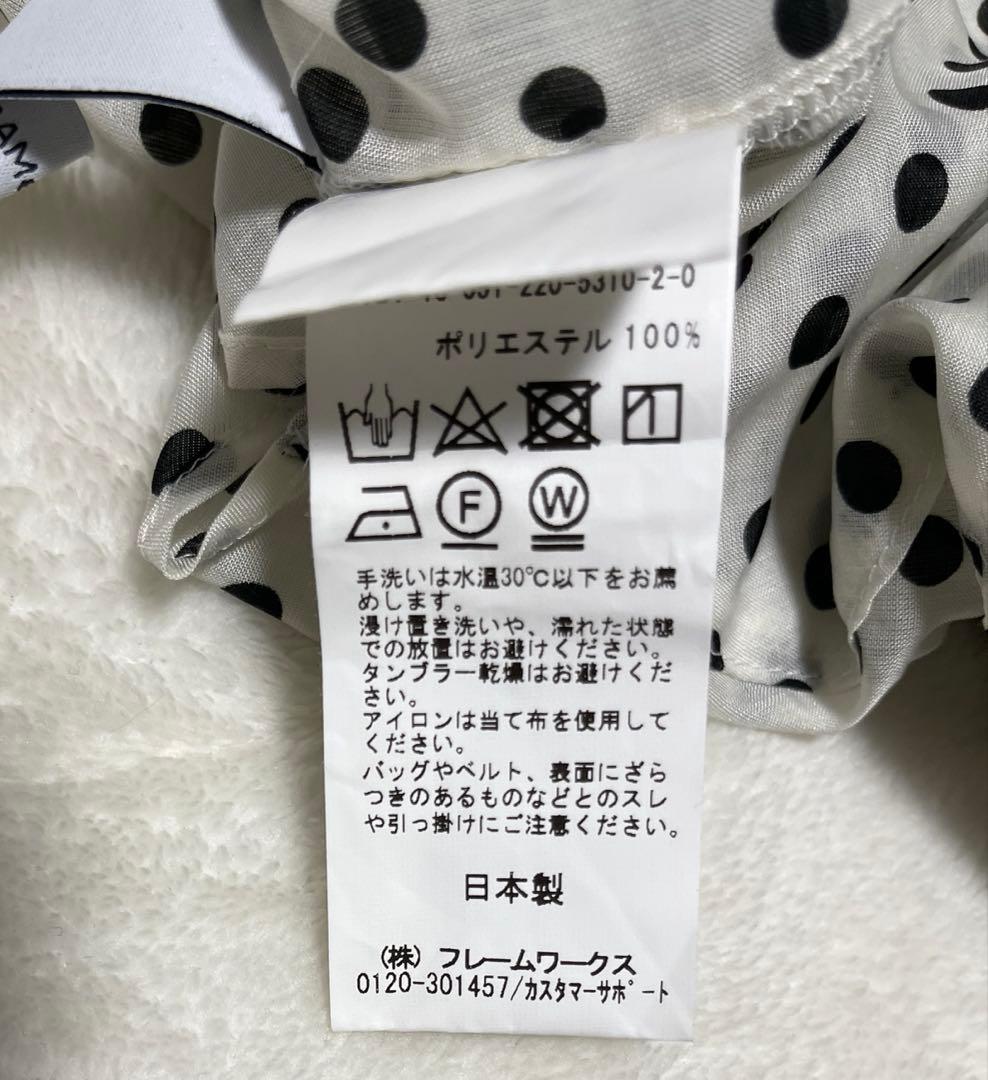 220-5310-2-0
ポリエステル 100%
F
W
手洗いは水温30℃以下をお薦
めします。
浸け置き洗いや、濡れた状態
での放置はお避けください。
タンブラー乾燥はお避けくだ
さい。
アイロンは当て布を使用して
ください。
バッグやベルト、表面にざら
つきのあるものなどとのスレ
や引っ掛けにご注意ください。
日本製
(株) フレームワークス
0120-301457/カスタマーサポート